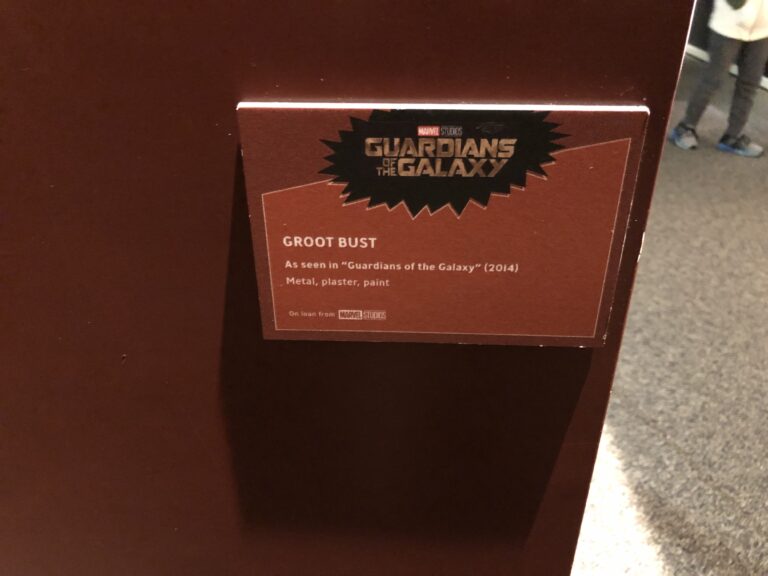 MARVEL STUDIOS
GUARDIANS
OF THE GALAXY
GROOT BUST
As seen in "Guardians of the Galaxy" (2014)
Metal, plaster, paint
On loan from MARVEL STUDIOS